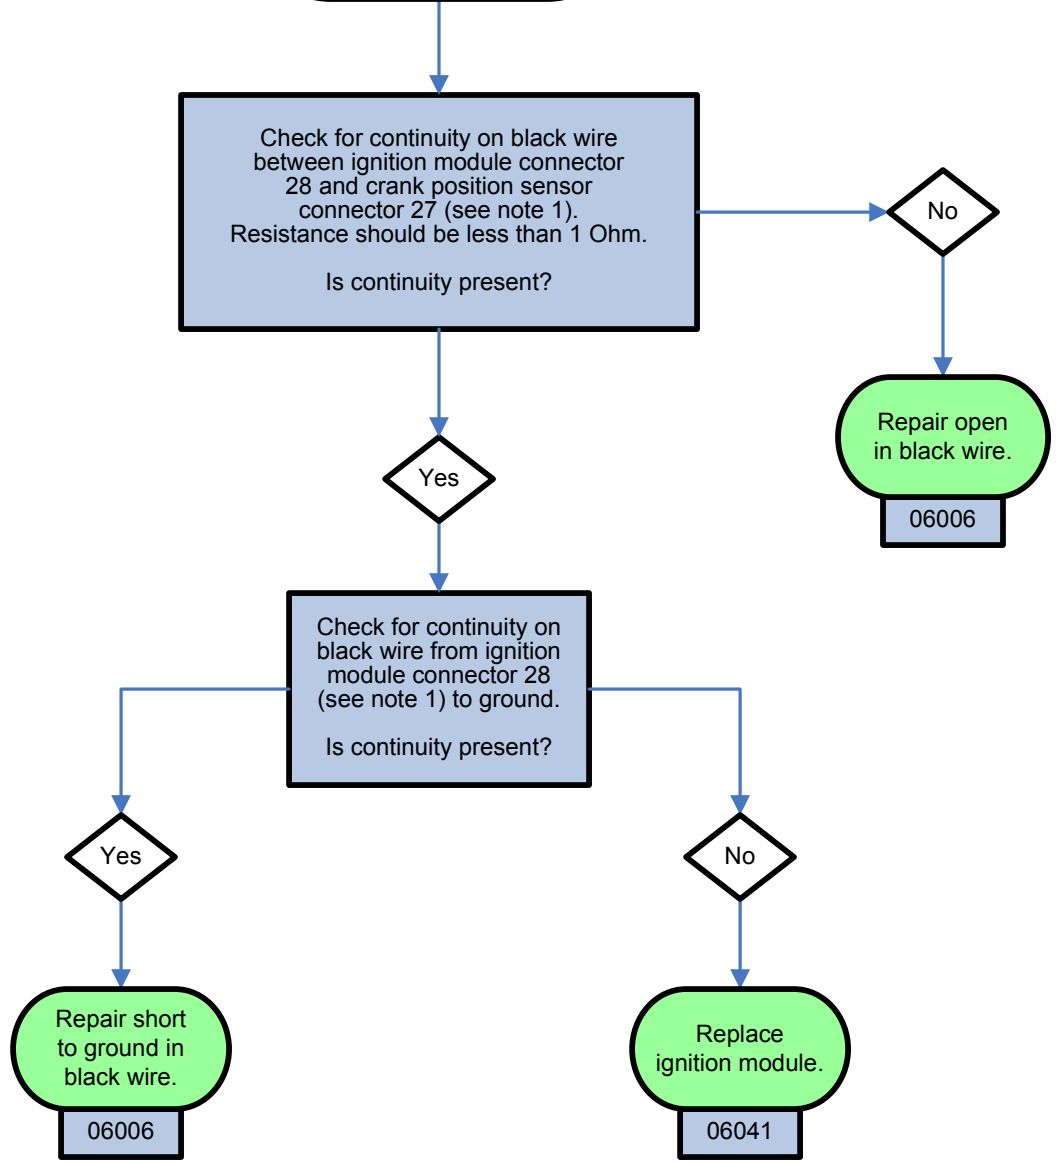 Check for continuity on black wire
between ignition module connector
28 and crank position sensor
connector 27 (see note 1).
Resistance should be less than 1 Ohm.
Is continuity present?
No
Repair open
in black wire.
06006
Yes
Check for continuity on
black wire from ignition
module connector 28
(see note 1) to ground.
Is continuity present?
Yes
No
Repair short
to ground in
black wire.
06006
Replace
ignition module.
06041